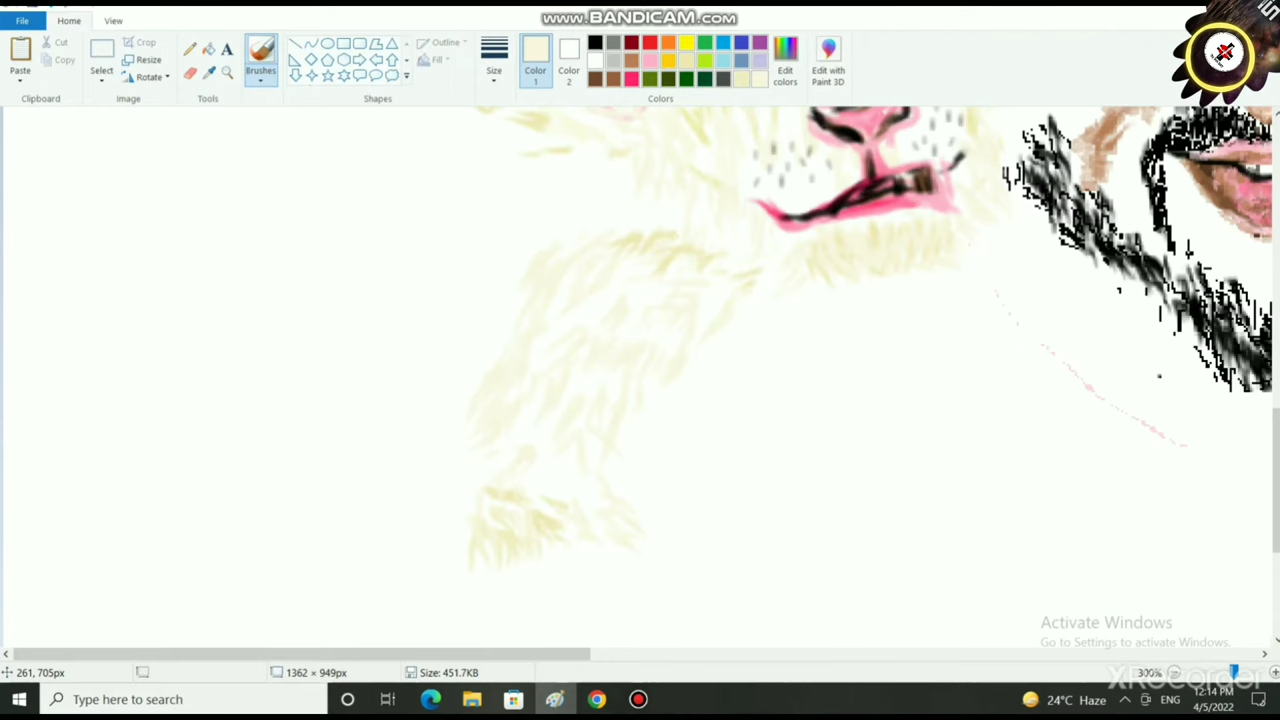 www.BANDICAM.com
File
Home
View
Paste
Cut
Copy
Clipboard
Select
Crop
Resize
Rotate
Image
Tools
Brushes
Outline
Fill
Shapes
Size
Color 1
Color 2
Edit colors
Edit with Paint 3D
Colors
Activate Windows
Go to Settings to activate Windows.
261, 705px
1362 × 949px
Size: 451.7KB
300%
XRecorder
Type here to search
24°C Haze
ENG
12:14 PM
4/5/2022